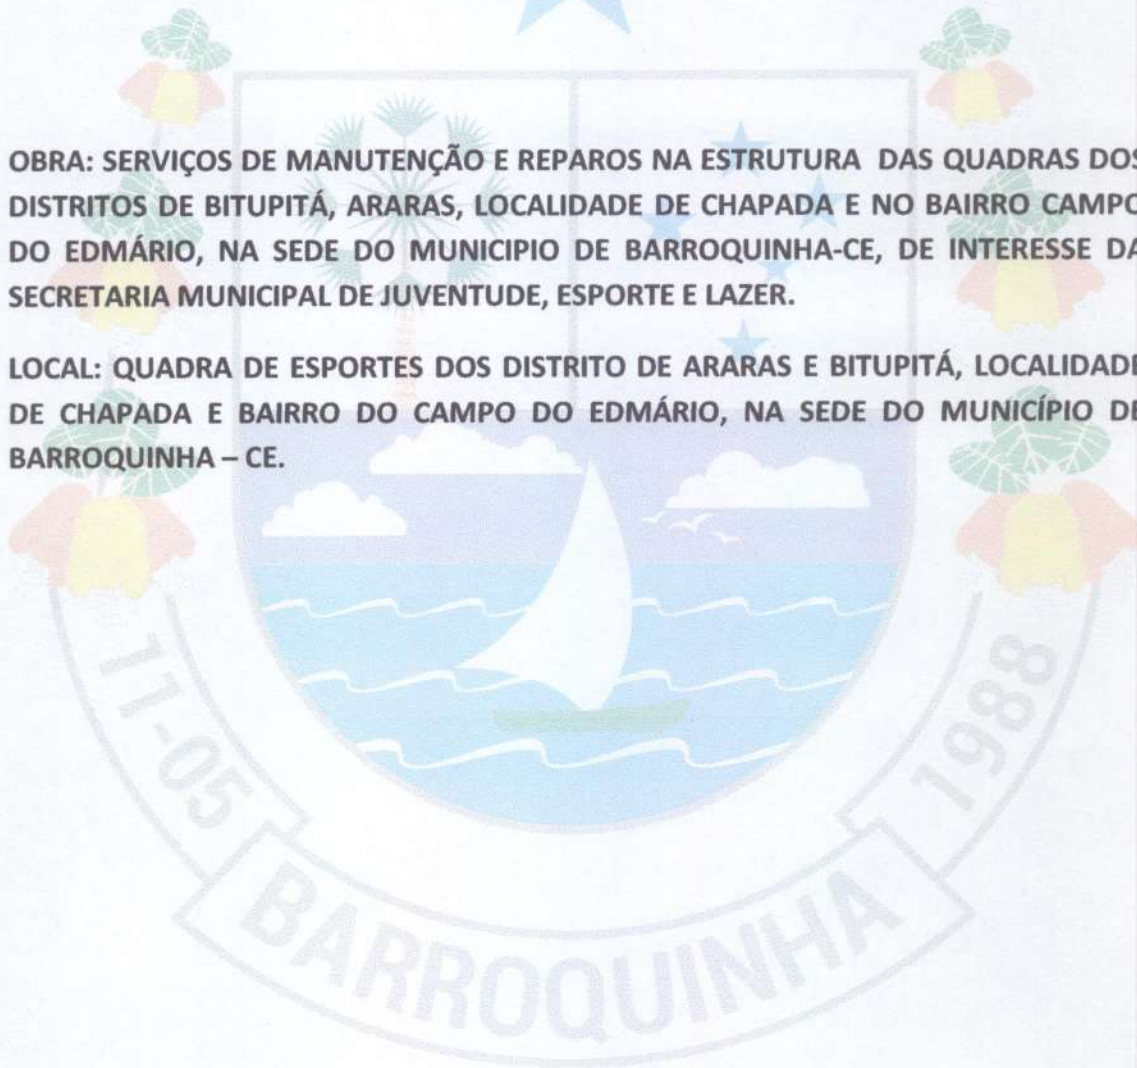 OBRA: SERVIÇOS DE MANUTENÇÃO E REPAROS NA ESTRUTURA DAS QUADRAS DOS
DISTRITOS DE BITUPITÁ, ARARAS, LOCALIDADE DE CHAPADA E NO BAIRRO CAMPO
DO EDMÁRIO, NA SEDE DO MUNICIPIO DE BARROQUINHA-CE, DE INTERESSE DA
SECRETARIA MUNICIPAL DE JUVENTUDE, ESPORTE E LAZER.
LOCAL: QUADRA DE ESPORTES DOS DISTRITO DE ARARAS E BITUPITÁ, LOCALIDADE
DE CHAPADA E BAIRRO DO CAMPO DO EDMÁRIO, NA SEDE DO MUNICÍPIO DE
BARROQUINHA – CE.
11-05
1988
BARROQUINHA